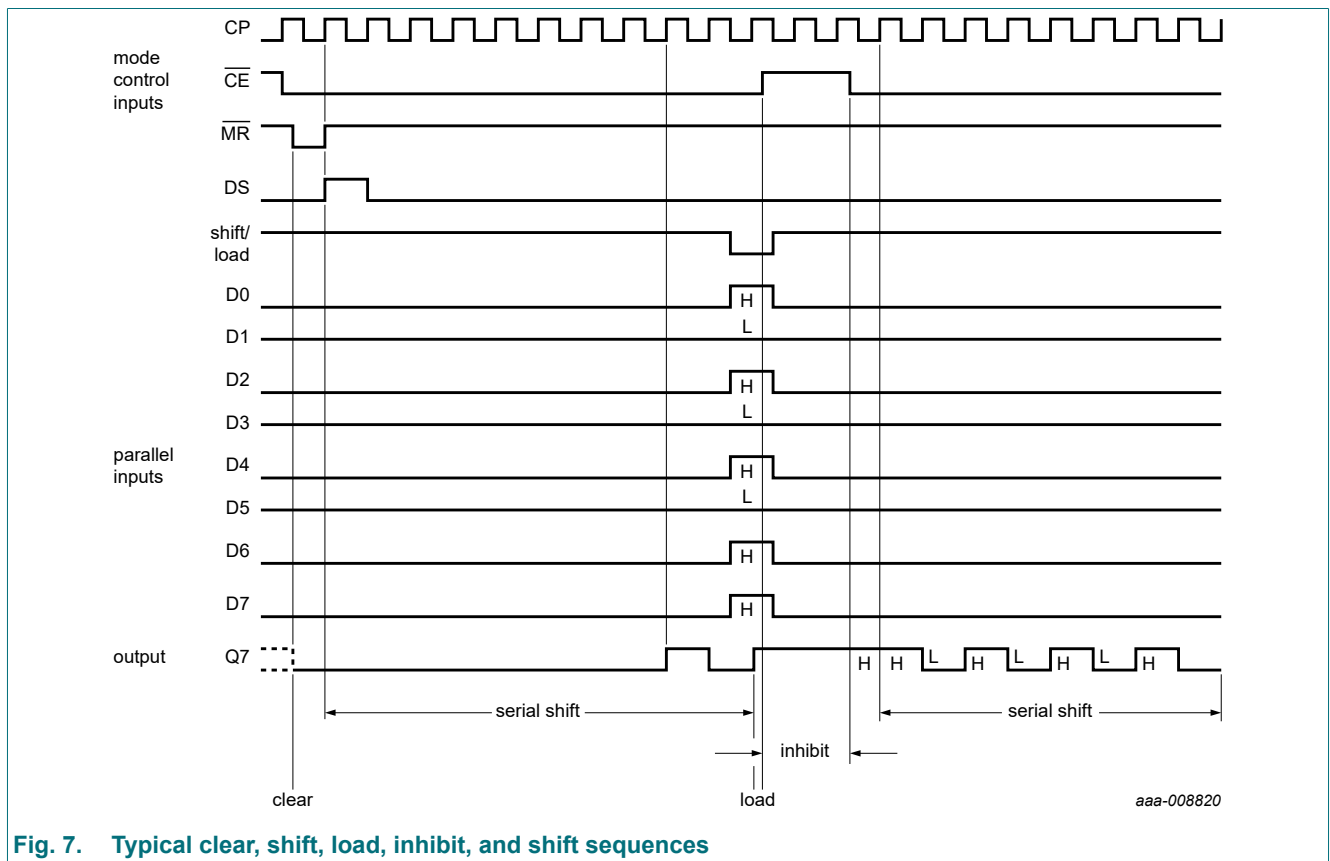 CP
mode
control
inputs
CE
MR
DS
shift/
load
D0
H
D1
L
D2
H
D3
L
parallel
inputs
D4
H
D5
L
D6
H
D7
H
output
Q7
H H L H L H L H
serial shift
serial shift
inhibit
clear
load
aaa-008820
Fig. 7. Typical clear, shift, load, inhibit, and shift sequences